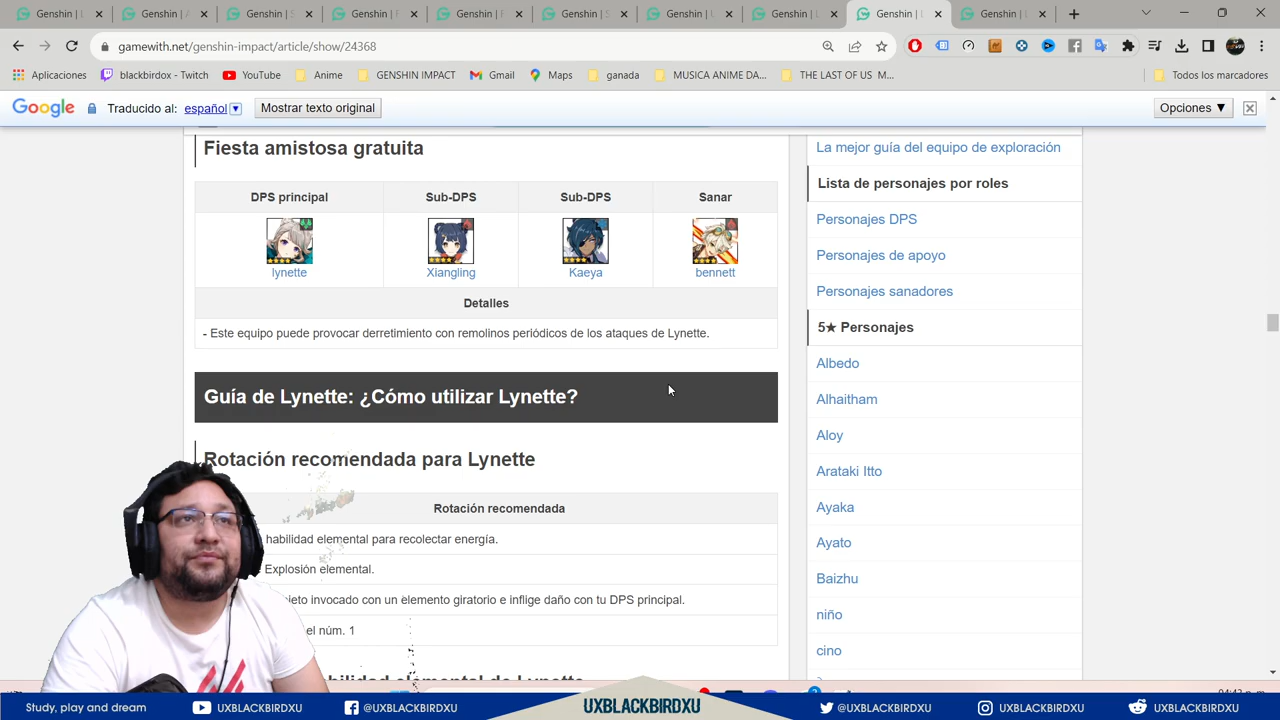 Genshin | L
Genshin | A
Genshin | S
Genshin | F
Genshin | F
Genshin | S
Genshin | U
Genshin | L
Genshin | L
Genshin | L
gamewith.net/genshin-impact/article/show/24368
Aplicaciones
blackbirdox - Twitch
YouTube
Anime
GENSHIN IMPACT
Gmail
Maps
ganada
MUSICA ANIME DA...
THE LAST OF US M...
Todos los marcadores
Google
Traducido al: español
Mostrar texto original
Opciones ▼
Fiesta amistosa gratuita
DPS principal
Sub-DPS
Sub-DPS
Sanar
lynette
Xiangling
Kaeya
bennett
Detalles
- Este equipo puede provocar derretimiento con remolinos periódicos de los ataques de Lynette.
Guía de Lynette: ¿Cómo utilizar Lynette?
Rotación recomendada para Lynette
Rotación recomendada
habilidad elemental para recolectar energía.
Explosión elemental.
invocado con un elemento giratorio e inflige daño con tu DPS principal.
el núm. 1
La mejor guía del equipo de exploración
Lista de personajes por roles
Personajes DPS
Personajes de apoyo
Personajes sanadores
5★ Personajes
Albedo
Alhaitham
Aloy
Arataki Itto
Ayaka
Ayato
Baizhu
niño
cino
Study, play and dream
UXBLACKBIRDXU
@UXBLACKBIRDXU
UXBLACKBIRDXU
@UXBLACKBIRDXU
UXBLACKBIRDXU
UXBLACKBIRDXU